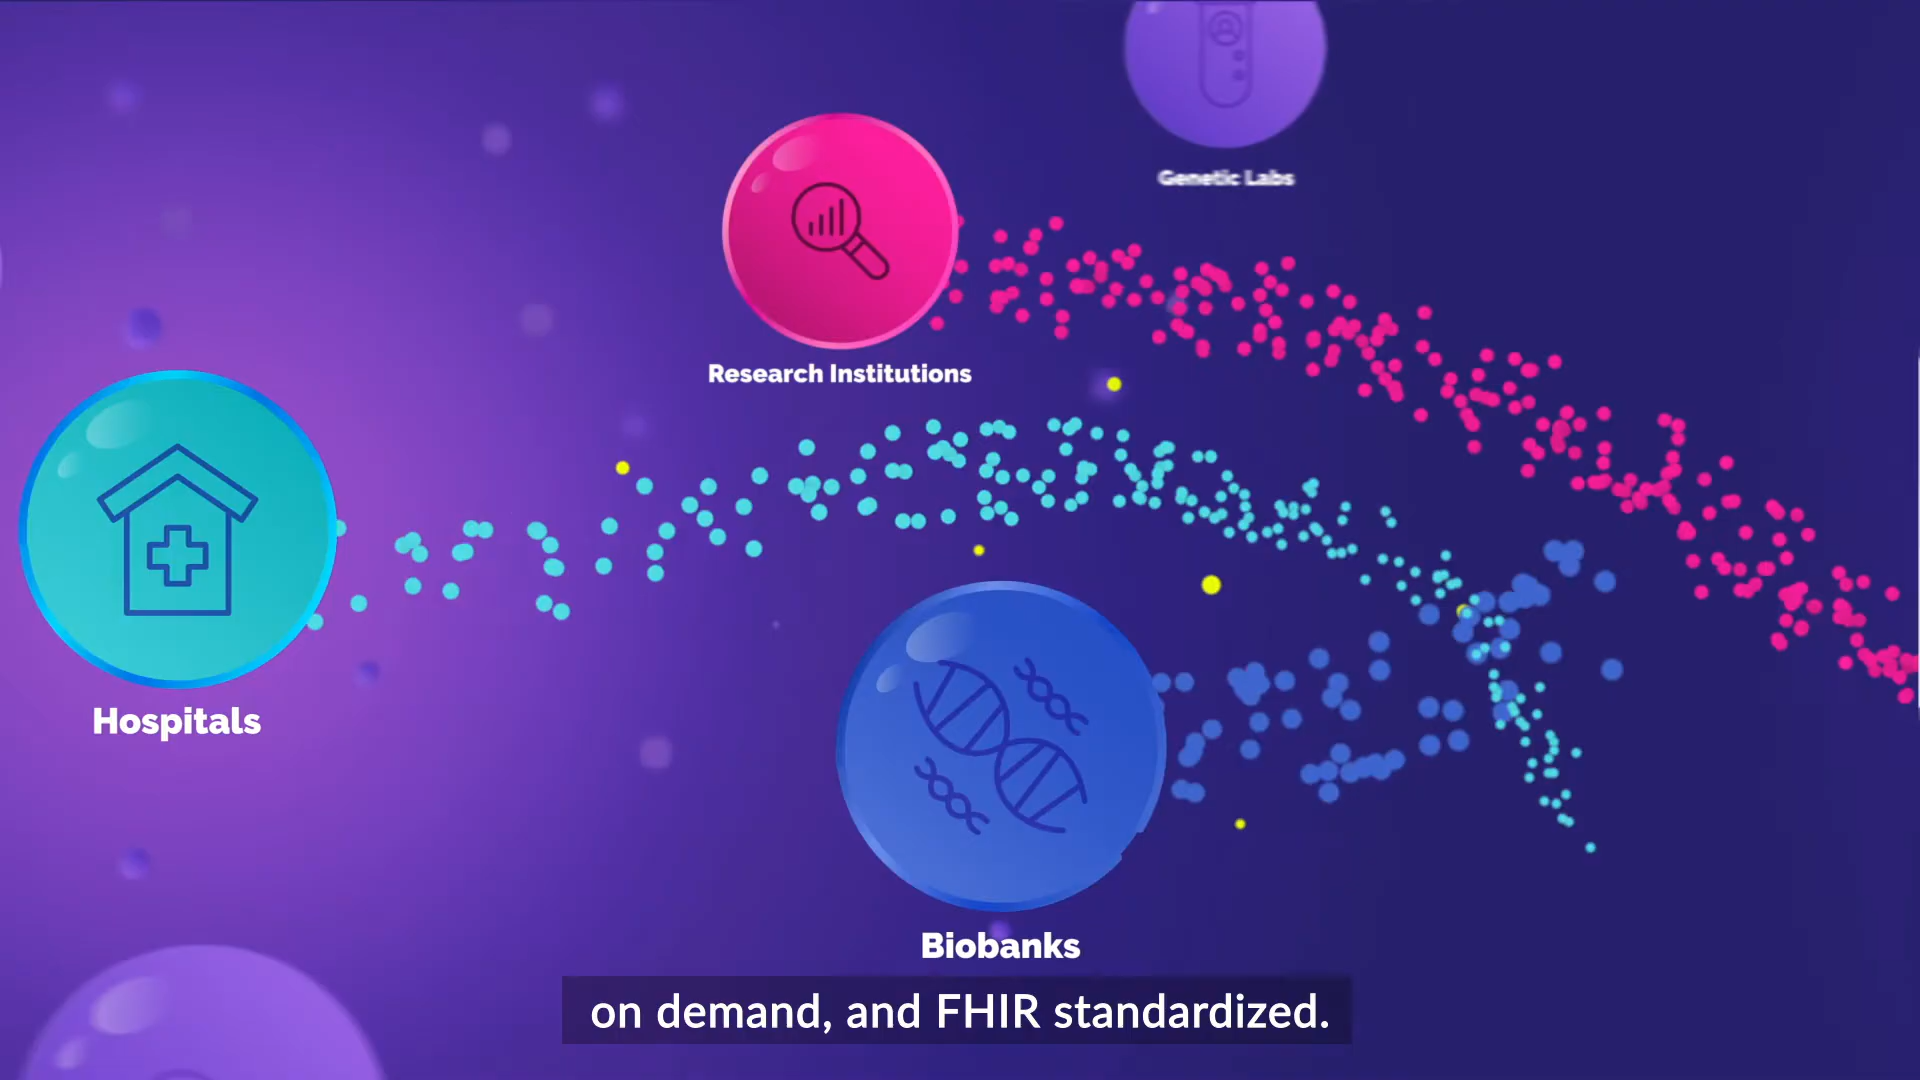 Genetic Labs
Research Institutions
Hospitals
Biobanks
on demand, and FHIR standardized.